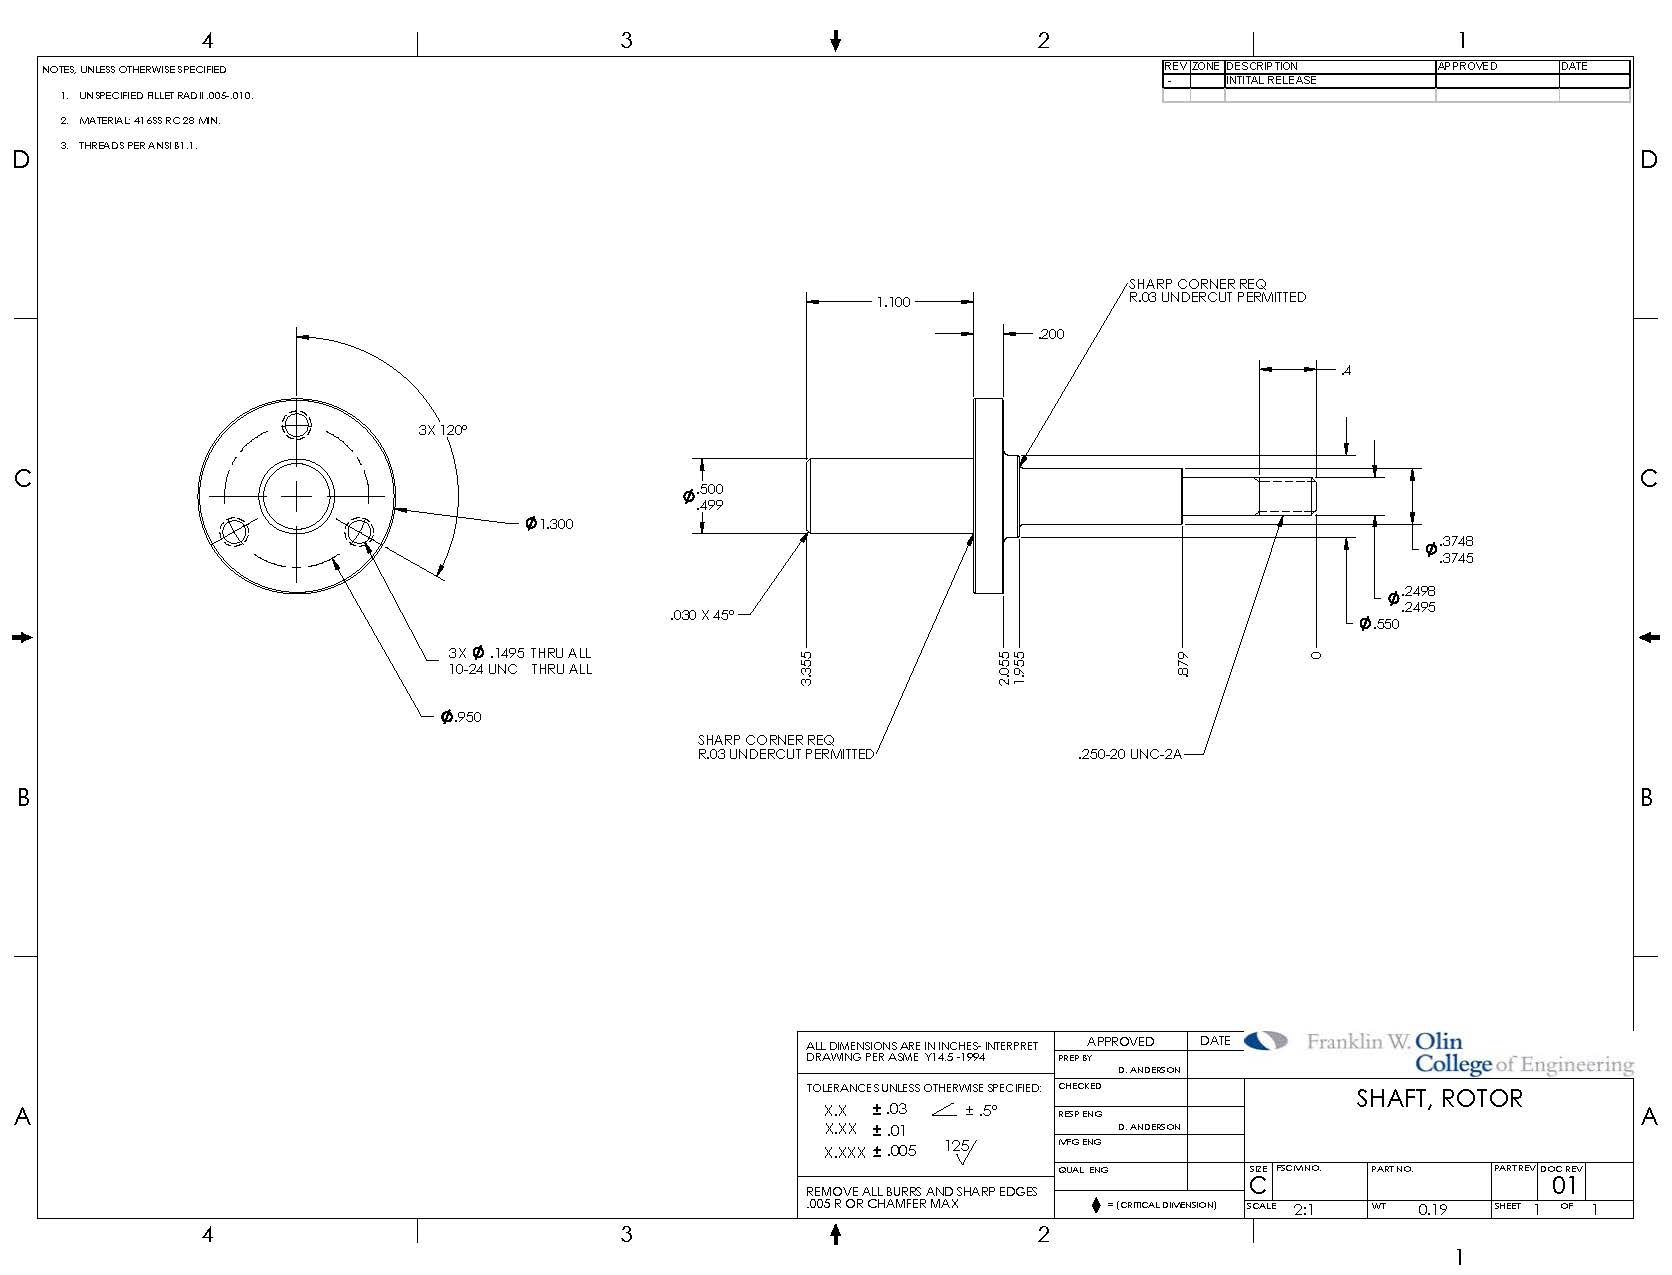 4
3
2
1
NOTES, UNLESS OTHERWISE SPECIFIED
1. UNSPECIFIED FILLET RADII .005-.010.
2. MATERIAL: 416SS RC 28 MIN.
3. THREADS PER ANSI B1.1.
REV ZONE DESCRIPTION APPROVED DATE
- INTITAL RELEASE
D
D
SHARP CORNER REQ
R.03 UNDERCUT PERMITTED
1.100
.200
.4
3X 120°
C
C
Ø.500
.499
Ø1.300
Ø.3748
.3745
Ø.2498
.2495
Ø.550
.030 X 45°
3X Ø .1495 THRU ALL
10-24 UNC THRU ALL
3.355
2.055
1.955
.879
0
Ø.950
SHARP CORNER REQ
R.03 UNDERCUT PERMITTED
.250-20 UNC-2A
B
B
A
A
ALL DIMENSIONS ARE IN INCHES- INTERPRET
DRAWING PER ASME Y14.5 -1994
TOLERANCES UNLESS OTHERWISE SPECIFIED:
X.X ± .03 ± .5°
X.XX ± .01
X.XXX ± .005 125
REMOVE ALL BURRS AND SHARP EDGES
.005 R OR CHAMFER MAX
APPROVED DATE
PREP BY
D. ANDERSON
CHECKED
RESP ENG
D. ANDERSON
MFG ENG
QUAL ENG
= (CRITICAL DIMENSION)
Franklin W. Olin
College of Engineering
SHAFT, ROTOR
SIZE FSCM NO. PART NO. PART REV DOC REV
C 01
SCALE 2:1 WT 0.19 SHEET 1 OF 1
4
3
2
1